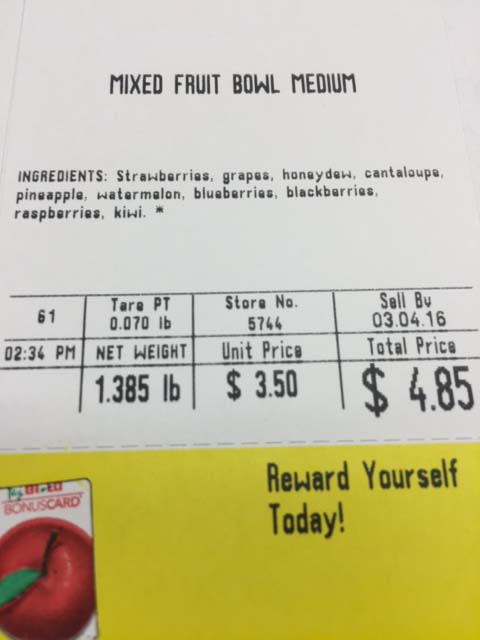 MIXED FRUIT BOWL MEDIUM
INGREDIENTS: Strawberries, grapes, honeydew, cantaloupe,
pineapple, watermelon, blueberries, blackberries,
raspberries, kiwi. *
61
Tare PT
0.070 lb
Store No.
5744
Sell By
03.04.16
02:34 PM
NET WEIGHT
1.385 lb
Unit Price
$ 3.50
Total Price
$ 4.85
BONUSCARD
Reward Yourself
Today!